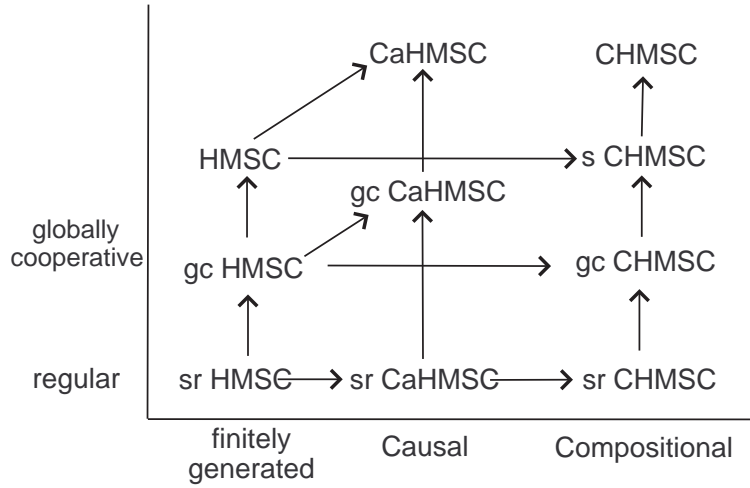 CaHMSC
CHMSC
HMSC
s CHMSC
gc CaHMSC
globally
cooperative
gc HMSC
gc CHMSC
regular
sr HMSC
sr CaHMSC
sr CHMSC
finitely
generated
Causal
Compositional